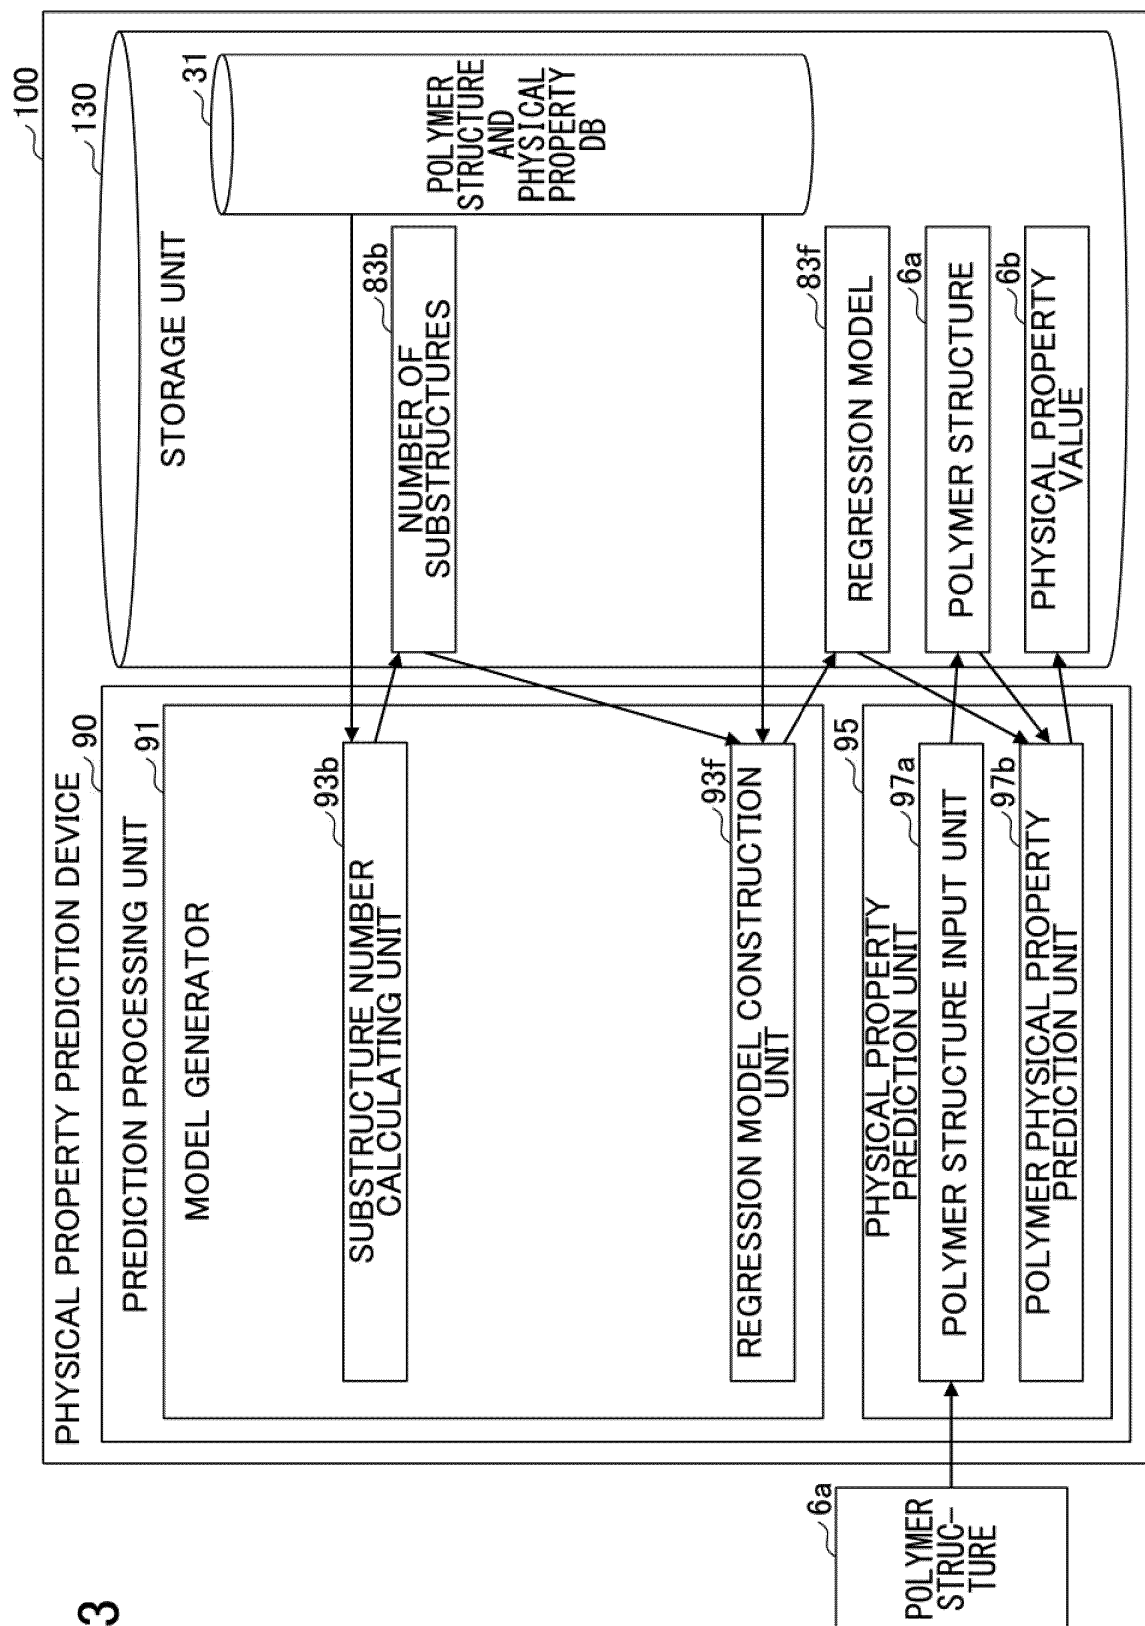 3
PHYSICAL PROPERTY PREDICTION DEVICE
100
PREDICTION PROCESSING UNIT
90
MODEL GENERATOR
91
SUBSTRUCTURE NUMBER
CALCULATING UNIT
93b
REGRESSION MODEL CONSTRUCTION
UNIT
93f
PHYSICAL PROPERTY
PREDICTION UNIT
95
POLYMER STRUCTURE INPUT UNIT
97a
POLYMER PHYSICAL PROPERTY
PREDICTION UNIT
97b
STORAGE UNIT
130
POLYMER
STRUCTURE
AND
PHYSICAL
PROPERTY
DB
31
NUMBER OF
SUBSTRUCTURES
83b
REGRESSION MODEL
83f
POLYMER STRUCTURE
6a
PHYSICAL PROPERTY
VALUE
6b
POLYMER
STRUC-
TURE
6a